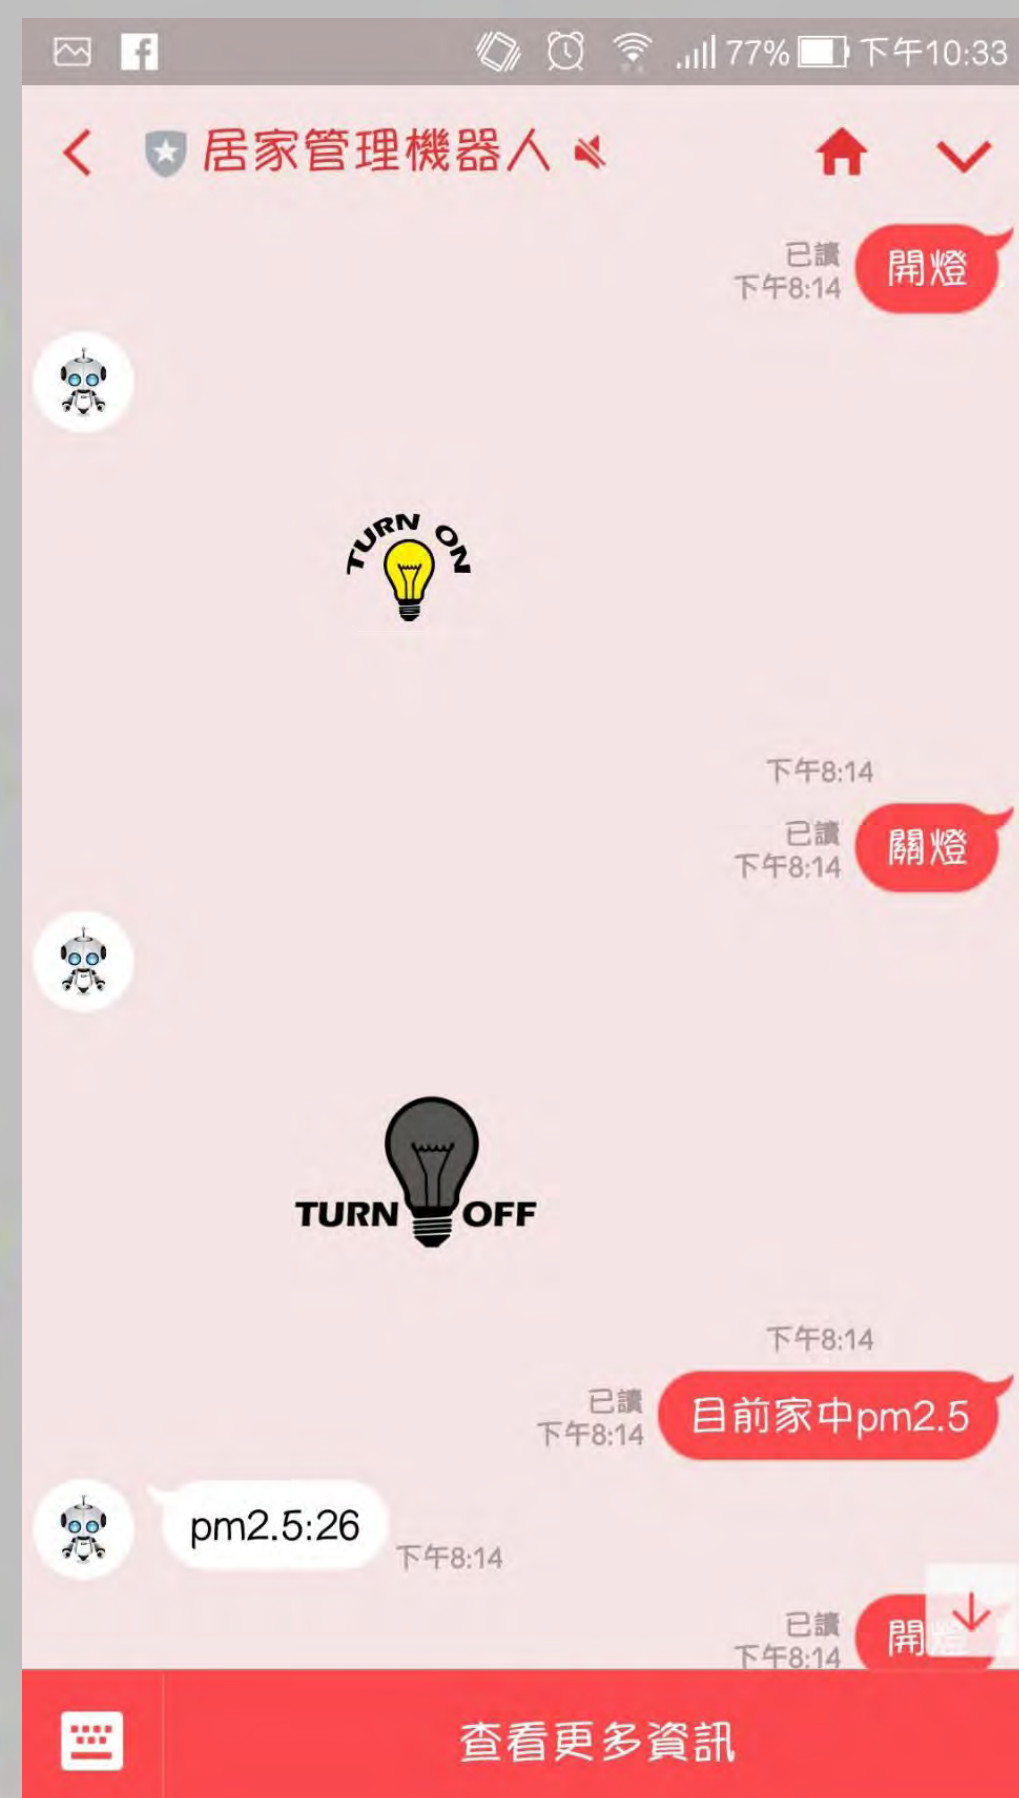 77% 下午10:33
居家管理機器人
已讀
下午8:14
開燈
TURN ON
下午8:14
已讀
下午8:14
關燈
TURN OFF
下午8:14
已讀
下午8:14
目前家中pm2.5
pm2.5:26
下午8:14
已讀
下午8:14
開燈
查看更多資訊